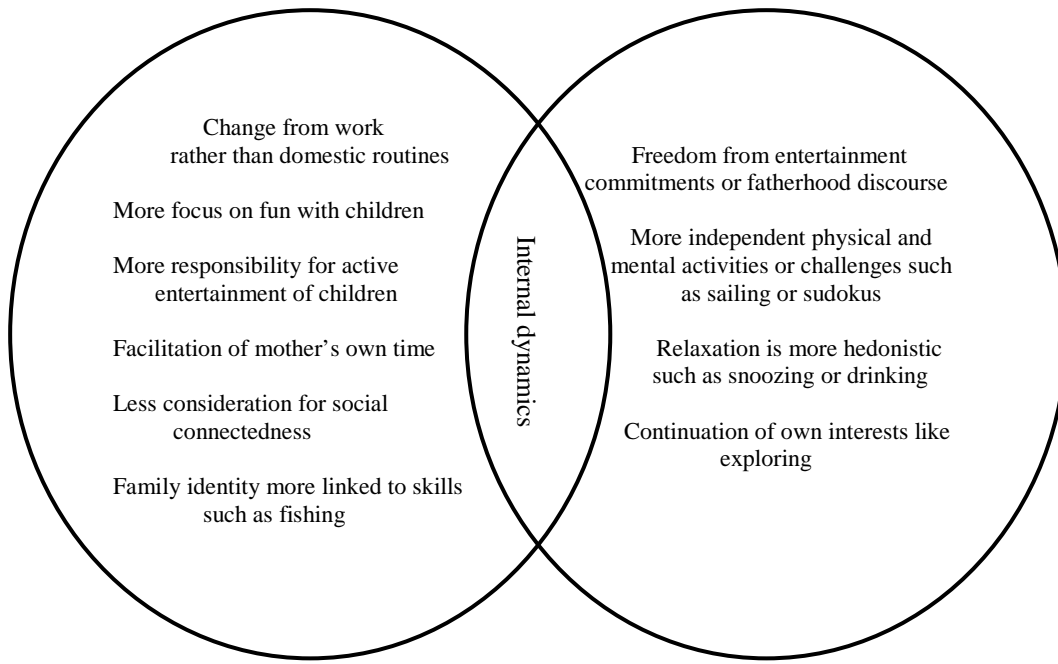 Change from work
rather than domestic routines
More focus on fun with children
More responsibility for active
entertainment of children
Facilitation of mother's own time
Less consideration for social
connectedness
Family identity more linked to skills
such as fishing
Internal dynamics
Freedom from entertainment
commitments or fatherhood discourse
More independent physical and
mental activities or challenges such
as sailing or sudokus
Relaxation is more hedonistic
such as snoozing or drinking
Continuation of own interests like
exploring